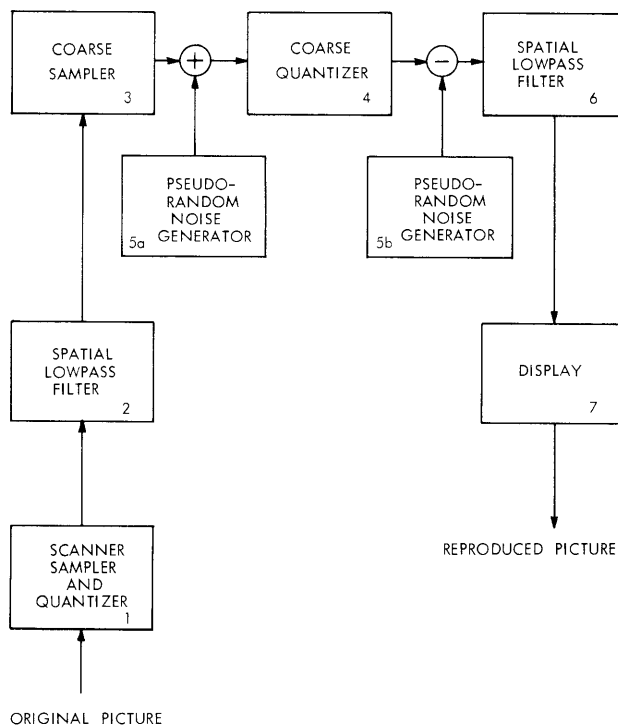 COARSE
SAMPLER
3
+
COARSE
QUANTIZER
4
−
SPATIAL
LOWPASS
FILTER
6
PSEUDO-
RANDOM
NOISE
GENERATOR
5a
PSEUDO-
RANDOM
NOISE
GENERATOR
5b
SPATIAL
LOWPASS
FILTER
2
DISPLAY
7
SCANNER
SAMPLER
AND
QUANTIZER
1
REPRODUCED PICTURE
ORIGINAL PICTURE